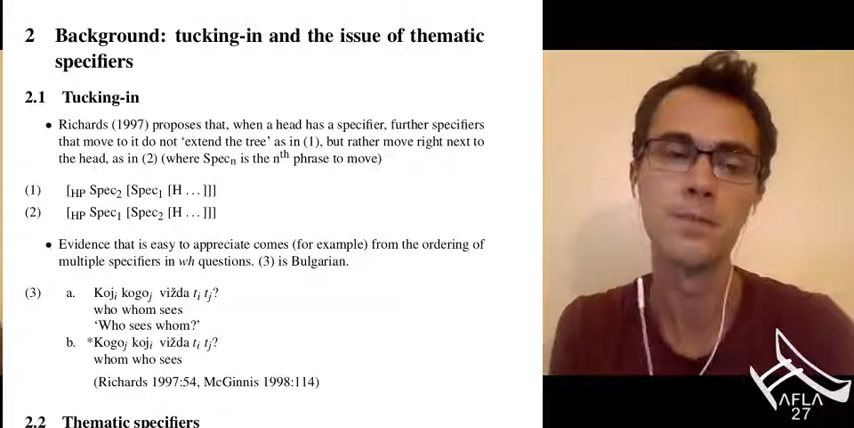 2 Background: tucking-in and the issue of thematic
specifiers
2.1 Tucking-in
• Richards (1997) proposes that, when a head has a specifier, further specifiers
that move to it do not ‘extend the tree’ as in (1), but rather move right next to
the head, as in (2) (where Specₙ is the nᵗʰ phrase to move)
(1) [HP Spec₂ [Spec₁ [H …]]]
(2) [HP Spec₁ [Spec₂ [H …]]]
• Evidence that is easy to appreciate comes (for example) from the ordering of
multiple specifiers in wh questions. (3) is Bulgarian.
(3) a. Kojᵢ kogoⱼ vižda tᵢ tⱼ?
who whom sees
‘Who sees whom?’
b. *Kogoⱼ kojᵢ vižda tᵢ tⱼ?
whom who sees
(Richards 1997:54, McGinnis 1998:114)
2.2 Thematic specifiers
AFLA
27